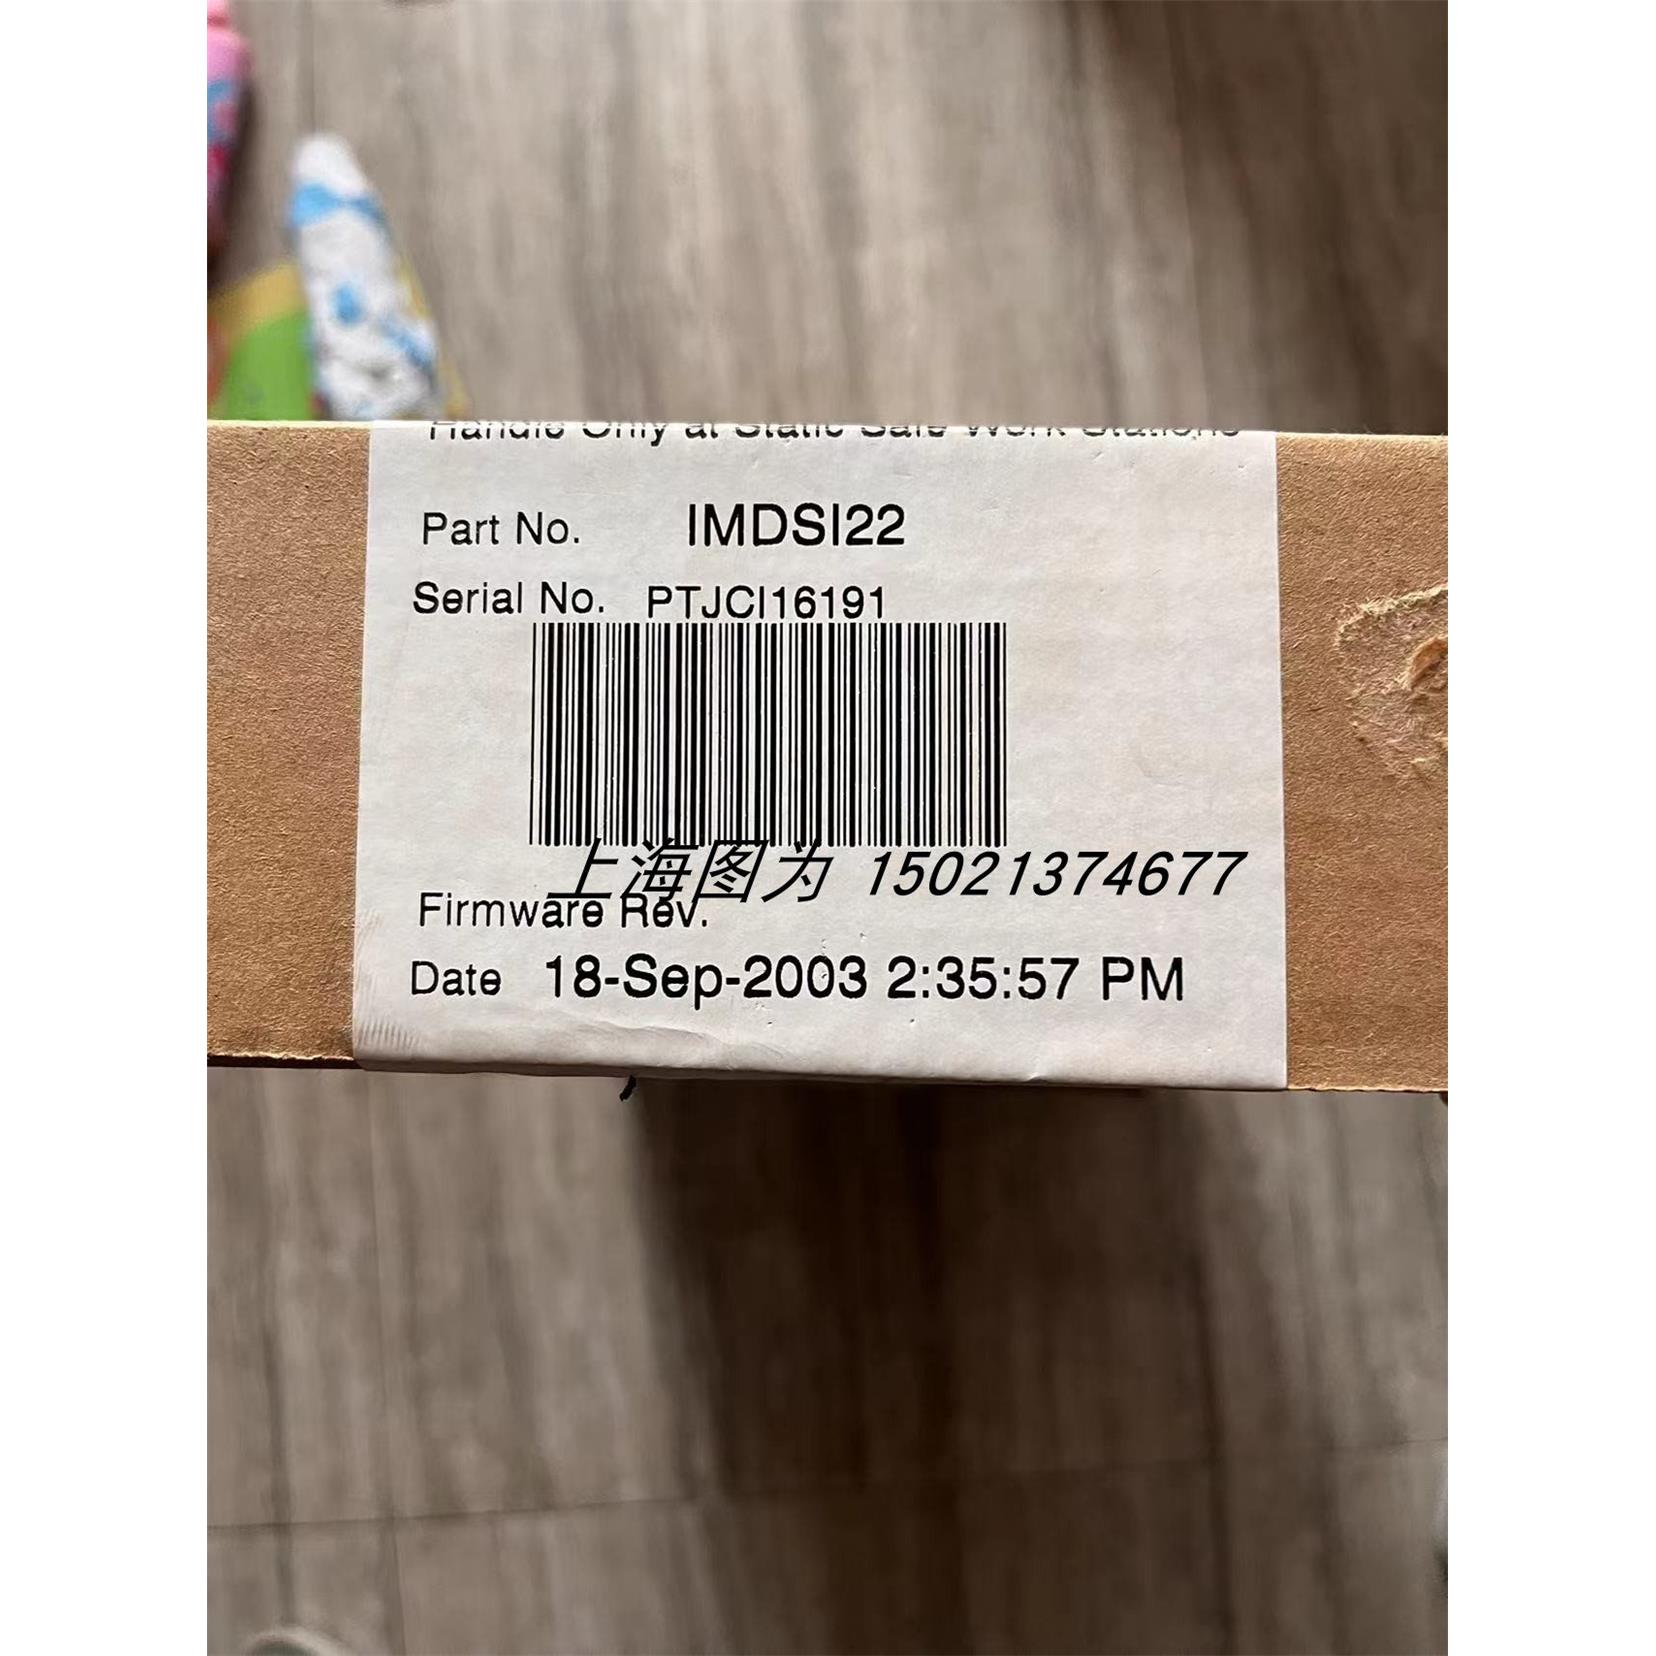 Handle Only at Static Safe Work Stations
Part No. IMDSI22
Serial No. PTJCI16191
上海图为 15021374677
Firmware Rev.
Date 18-Sep-2003 2:35:57 PM